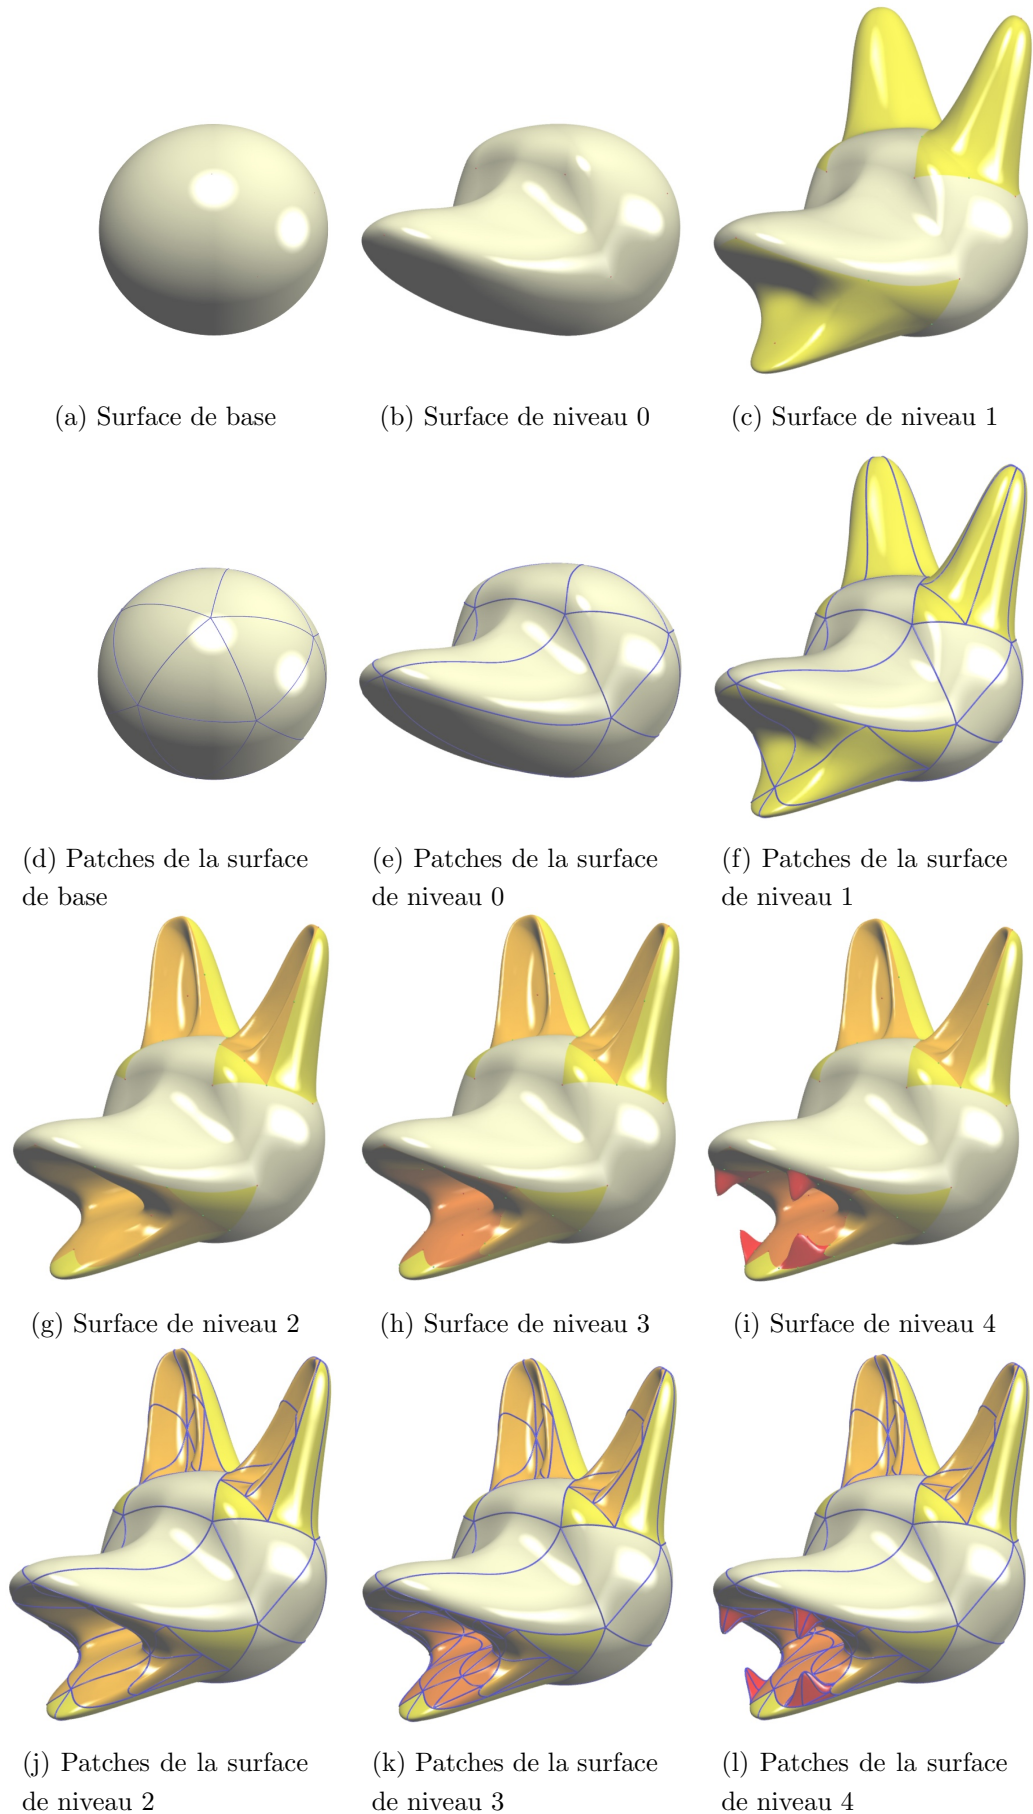 (a) Surface de base
(b) Surface de niveau 0
(c) Surface de niveau 1
(d) Patches de la surface
de base
(e) Patches de la surface
de niveau 0
(f) Patches de la surface
de niveau 1
(g) Surface de niveau 2
(h) Surface de niveau 3
(i) Surface de niveau 4
(j) Patches de la surface
de niveau 2
(k) Patches de la surface
de niveau 3
(l) Patches de la surface
de niveau 4